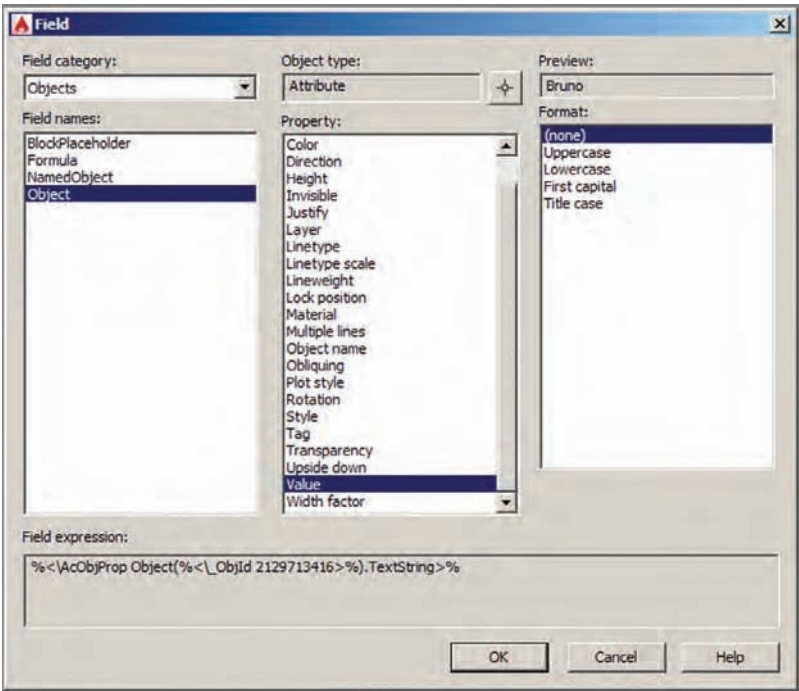 Field
Field category:
Objects
Field names:
BlockPlaceholder
Formula
NamedObject
Object
Object type:
Attribute
Property:
Color
Direction
Height
Invisible
Justify
Layer
Linetype
Linetype scale
Lineweight
Lock position
Material
Multiple lines
Object name
Obliquing
Plot style
Rotation
Style
Tag
Transparency
Upside down
Value
Width factor
Preview:
Bruno
Format:
(none)
Uppercase
Lowercase
First capital
Title case
Field expression:
%<\AcObjProp Object(%<\_ObjId 2129713416>%).TextString>%
OK
Cancel
Help